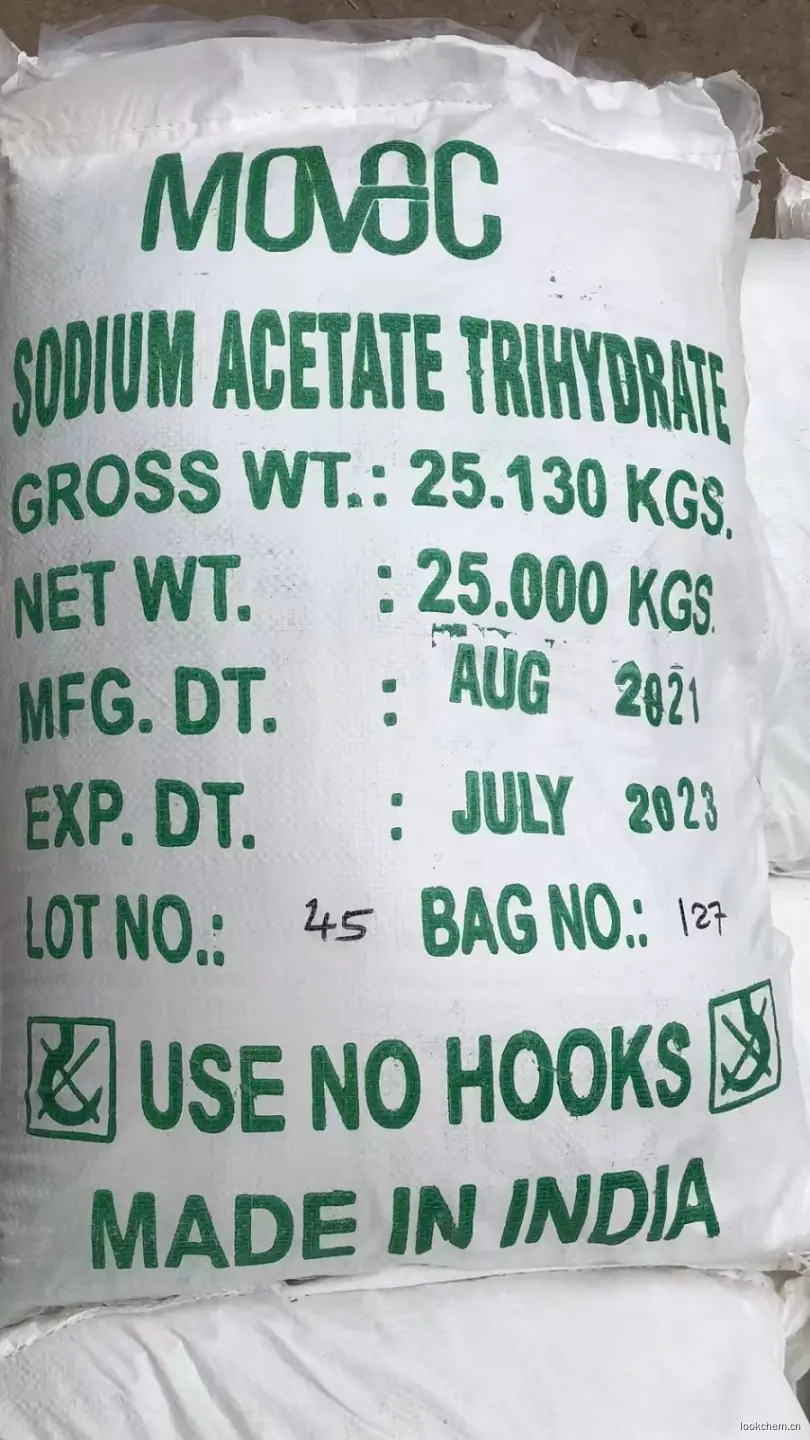 MOVAC
SODIUM ACETATE TRIHYDRATE
GROSS WT.: 25.130 KGS.
NET WT. : 25.000 KGS.
MFG. DT. : AUG 2021
EXP. DT. : JULY 2023
LOT NO.: 45 BAG NO.: 127
USE NO HOOKS
MADE IN INDIA
lookchem.cn